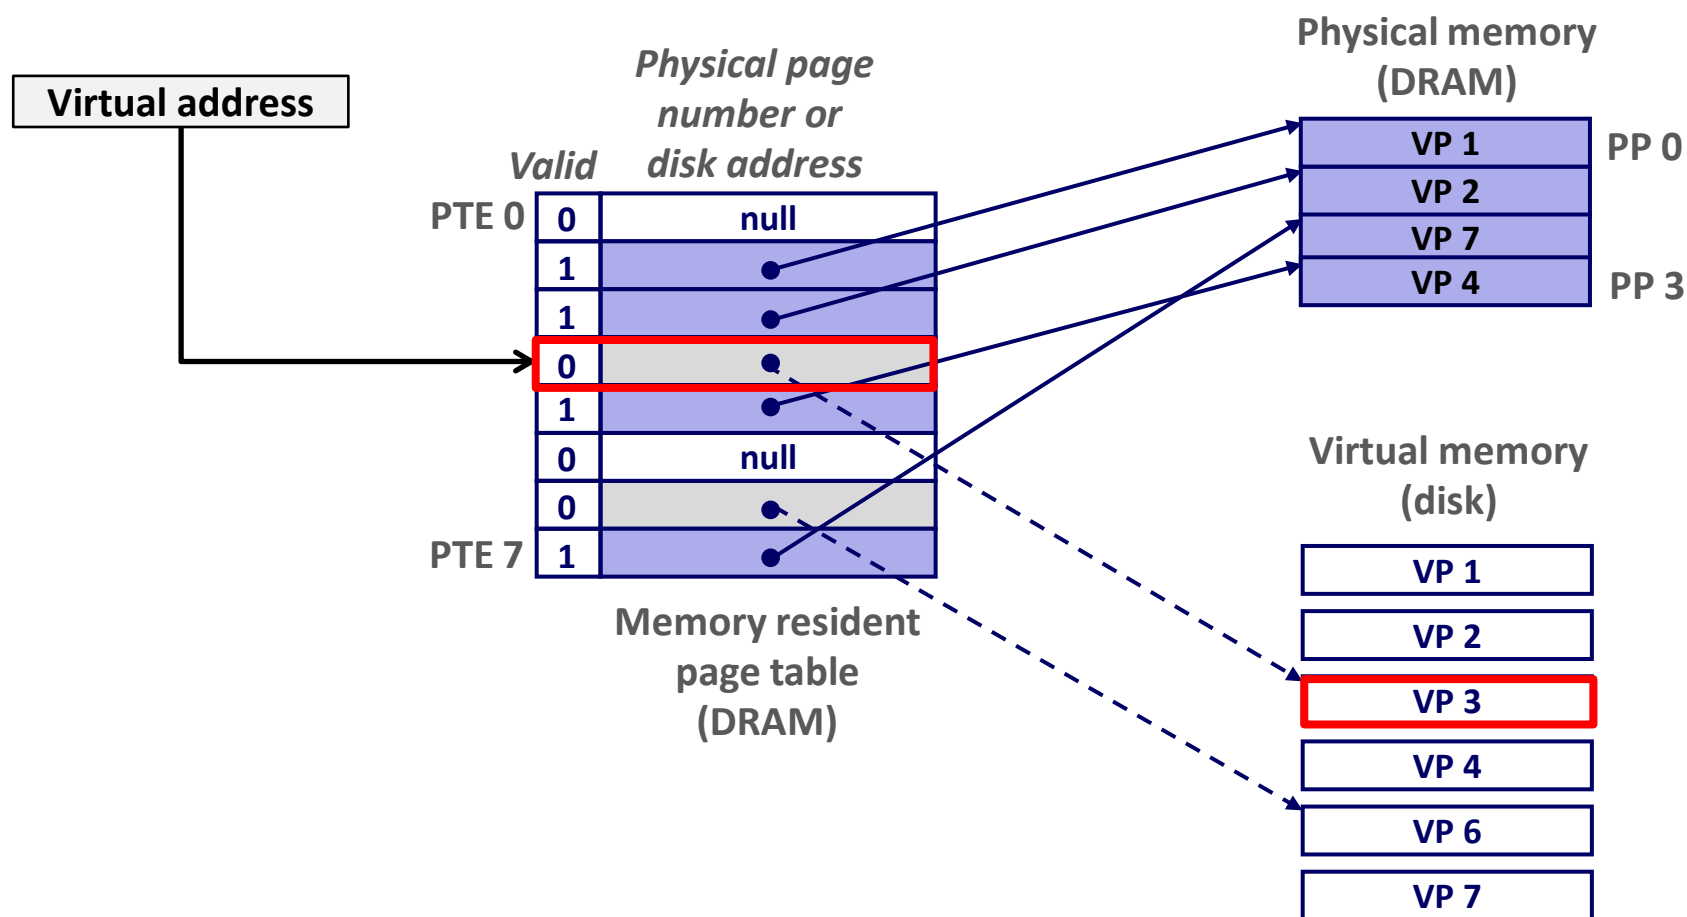 Virtual address
Physical page
number or
disk address
Valid
PTE 0
0
null
1
1
0
1
0
null
0
PTE 7
1
Memory resident
page table
(DRAM)
Physical memory
(DRAM)
VP 1
PP 0
VP 2
VP 7
VP 4
PP 3
Virtual memory
(disk)
VP 1
VP 2
VP 3
VP 4
VP 6
VP 7